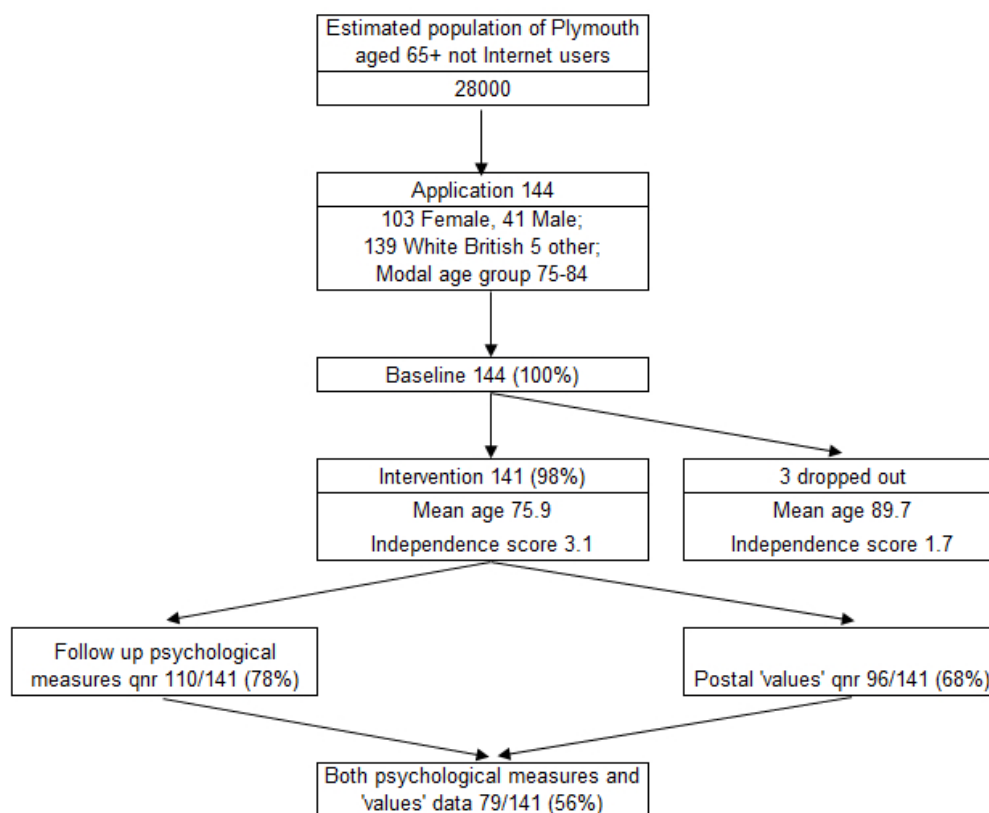 Estimated population of Plymouth
aged 65+ not Internet users
28000
Application 144
103 Female, 41 Male;
139 White British 5 other;
Modal age group 75-84
Baseline 144 (100%)
Intervention 141 (98%)
Mean age 75.9
Independence score 3.1
3 dropped out
Mean age 89.7
Independence score 1.7
Follow up psychological
measures qnr 110/141 (78%)
Postal 'values' qnr 96/141 (68%)
Both psychological measures and
'values' data 79/141 (56%)